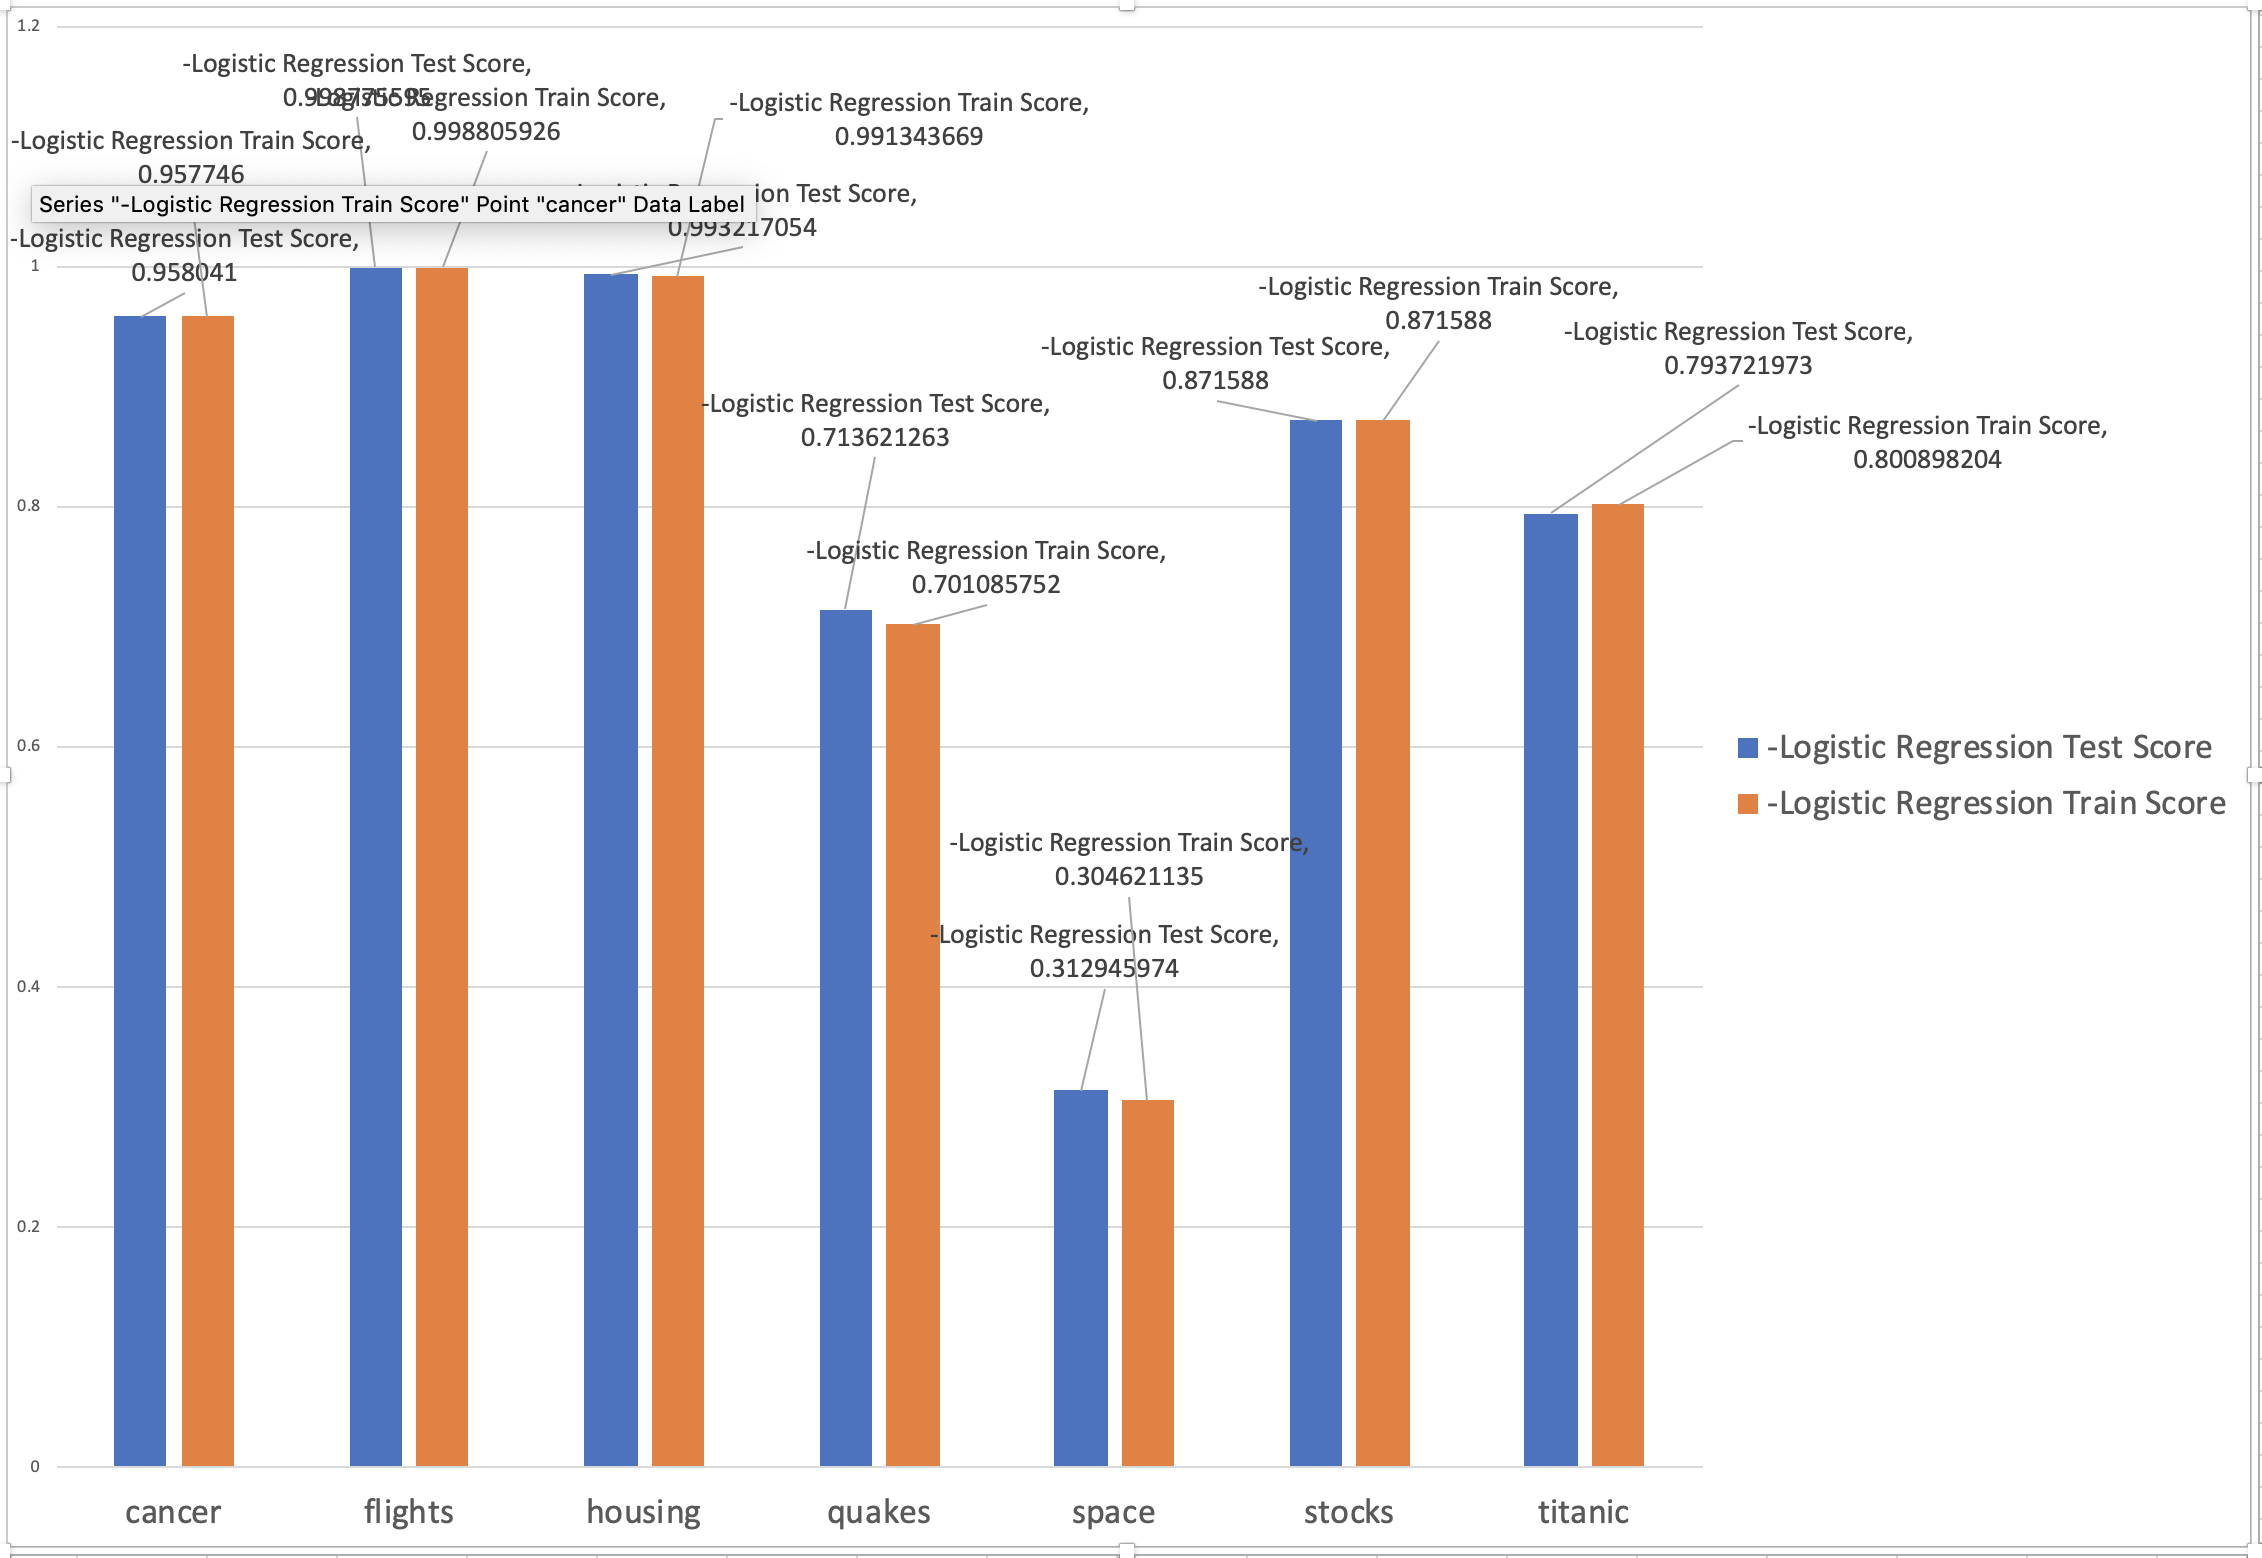 1.2
-Logistic Regression Test Score,
-Logistic Regression Train Score,
0.998805926
-Logistic Regression Train Score,
0.991343669
-Logistic Regression Train Score,
0.957746
Test Score,
0.993217054
Series "-Logistic Regression Train Score" Point "cancer" Data Label
-Logistic Regression Test Score,
0.958041
1
-Logistic Regression Train Score,
0.871588
-Logistic Regression Test Score,
0.871588
-Logistic Regression Test Score,
0.793721973
-Logistic Regression Test Score,
0.713621263
-Logistic Regression Train Score,
0.800898204
0.8
-Logistic Regression Train Score,
0.701085752
0.6
-Logistic Regression Test Score
-Logistic Regression Train Score
-Logistic Regression Train Score,
0.304621135
-Logistic Regression Test Score,
0.312945974
0.4
0.2
0
cancer flights housing quakes space stocks titanic